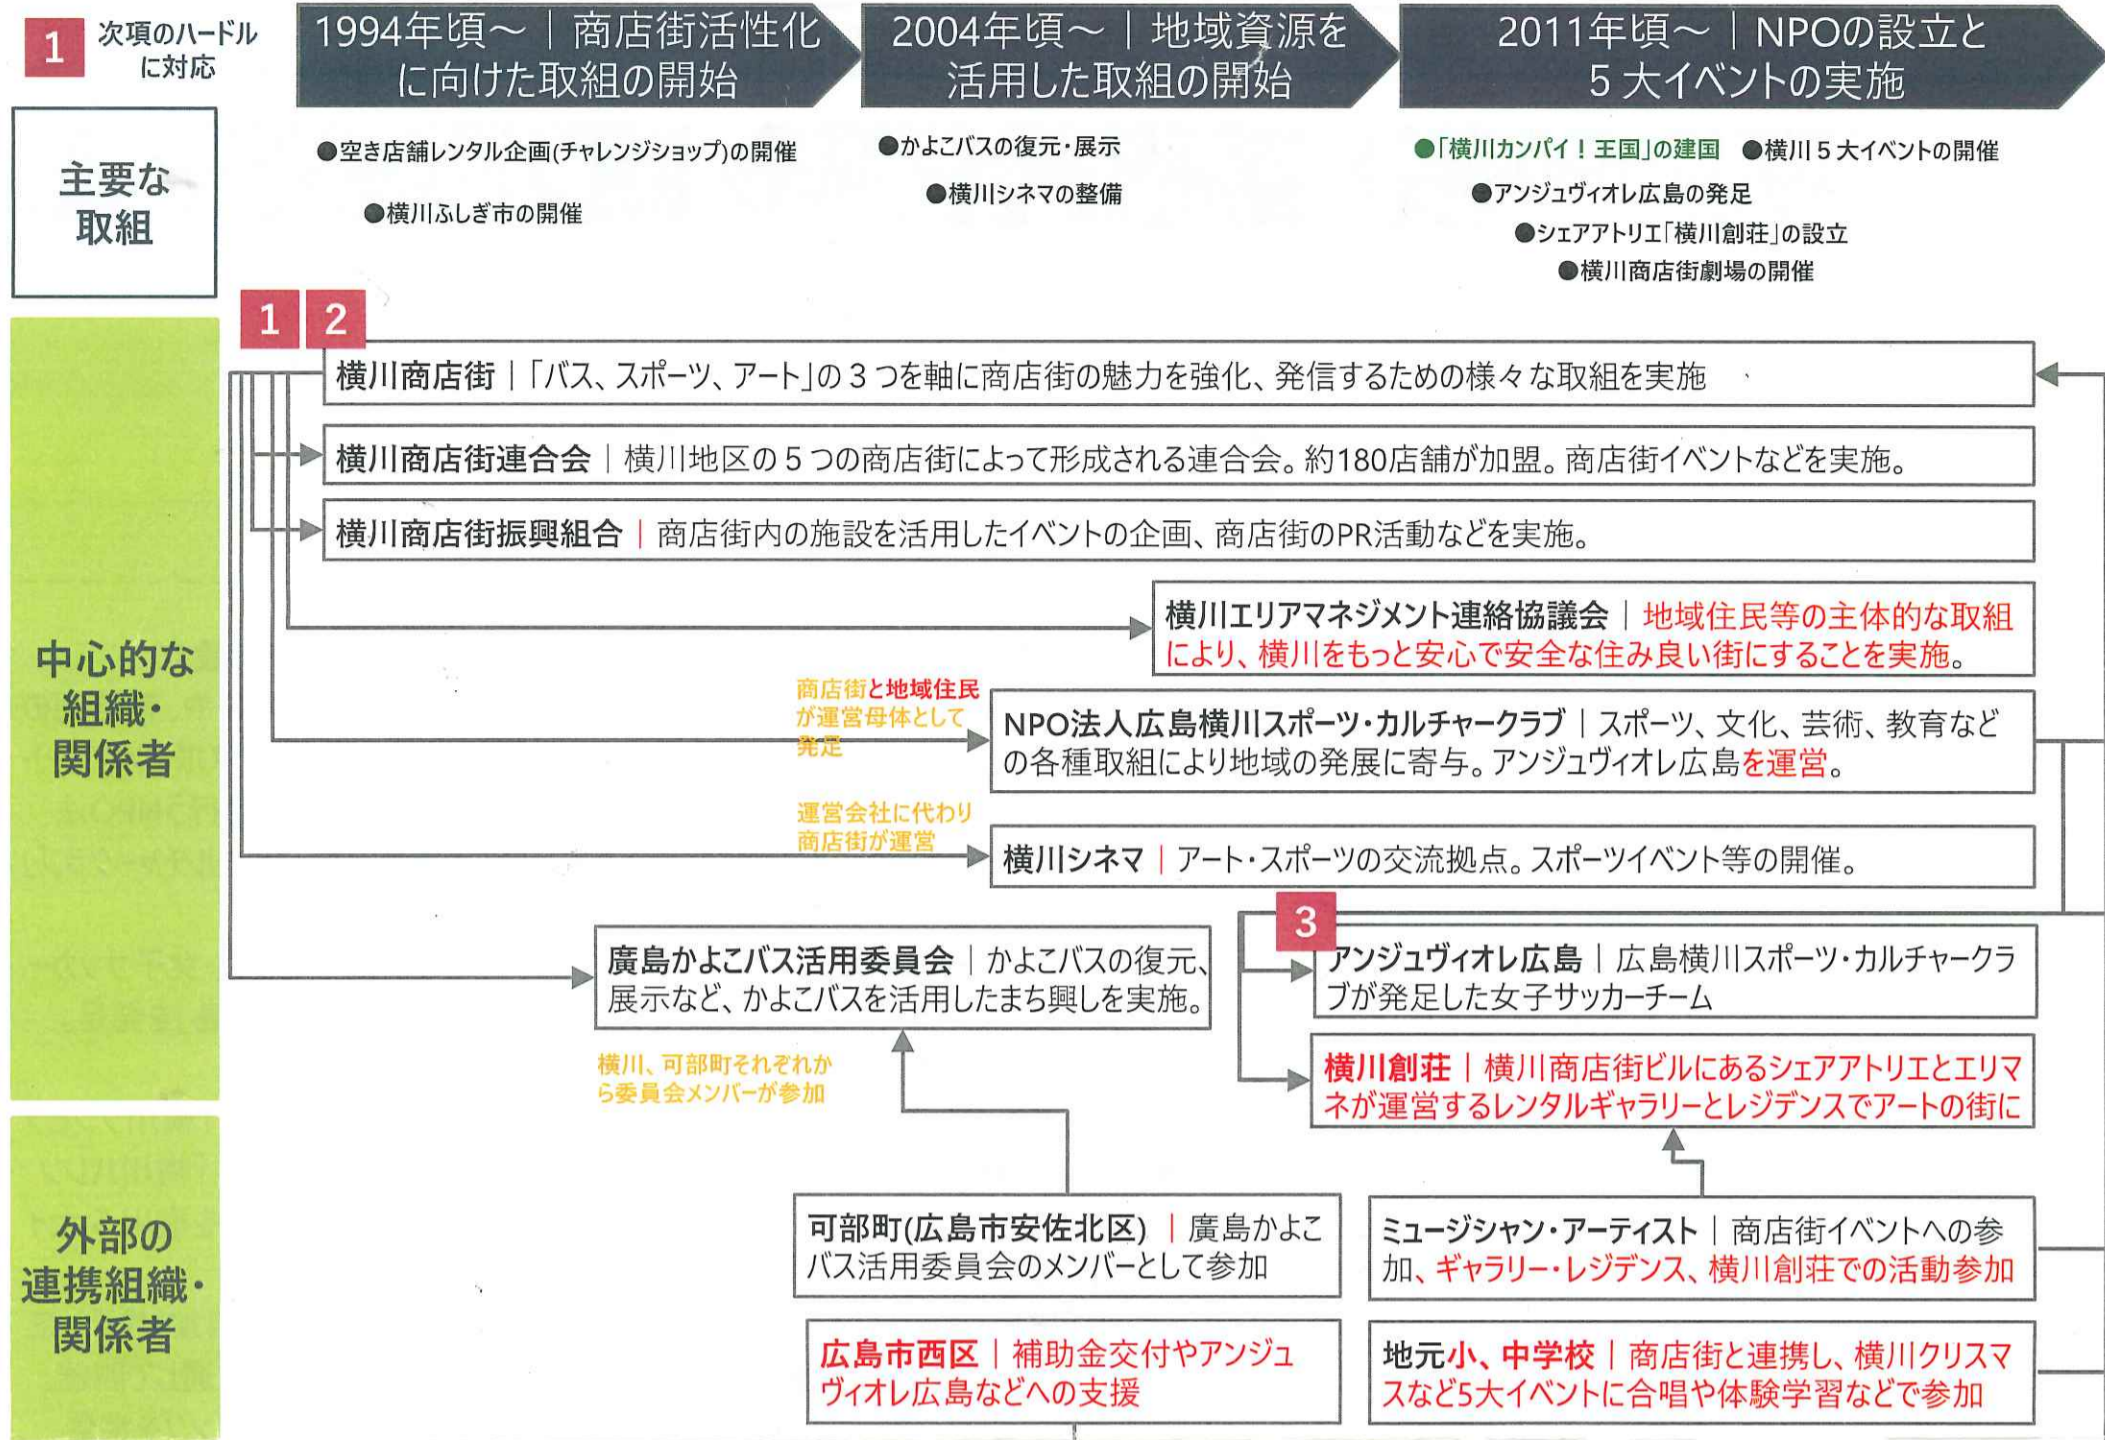 1
次項のハードル
に対応
1994年頃～｜商店街活性化
に向けた取組の開始
2004年頃～｜地域資源を
活用した取組の開始
2011年頃～｜NPOの設立と
5大イベントの実施
主要な
取組
●空き店舗レンタル企画(チャレンジショップ)の開催
●横川ふしぎ市の開催
●かよこバスの復元・展示
●横川シネマの整備
●「横川カンパイ！王国」の建国 ●横川5大イベントの開催
●アンジュヴィオレ広島の発足
●シェアアトリエ「横川創荘」の設立
●横川商店街劇場の開催
中心的な
組織・
関係者
1 2
横川商店街｜「バス、スポーツ、アート」の3つを軸に商店街の魅力を強化、発信するための様々な取組を実施
横川商店街連合会｜横川地区の5つの商店街によって形成される連合会。約180店舗が加盟。商店街イベントなどを実施。
横川商店街振興組合｜商店街内の施設を活用したイベントの企画、商店街のPR活動などを実施。
横川エリアマネジメント連絡協議会｜地域住民等の主体的な取組
により、横川をもっと安心で安全な住み良い街にすることを実施。
商店街と地域住民
が運営母体として
発足
NPO法人広島横川スポーツ・カルチャークラブ｜スポーツ、文化、芸術、教育など
の各種取組により地域の発展に寄与。アンジュヴィオレ広島を運営。
運営会社に代わり
商店街が運営
横川シネマ｜アート・スポーツの交流拠点。スポーツイベント等の開催。
廣島かよこバス活用委員会｜かよこバスの復元、
展示など、かよこバスを活用したまち興しを実施。
横川、可部町それぞれか
ら委員会メンバーが参加
3
アンジュヴィオレ広島｜広島横川スポーツ・カルチャークラ
ブが発足した女子サッカーチーム
横川創荘｜横川商店街ビルにあるシェアアトリエとエリマ
ネが運営するレンタルギャラリーとレジデンスでアートの街に
外部の
連携組織・
関係者
可部町(広島市安佐北区)｜廣島かよこ
バス活用委員会のメンバーとして参加
ミュージシャン・アーティスト｜商店街イベントへの参
加、ギャラリー・レジデンス、横川創荘での活動参加
広島市西区｜補助金交付やアンジュ
ヴィオレ広島などへの支援
地元小、中学校｜商店街と連携し、横川クリスマ
スなど5大イベントに合唱や体験学習などで参加